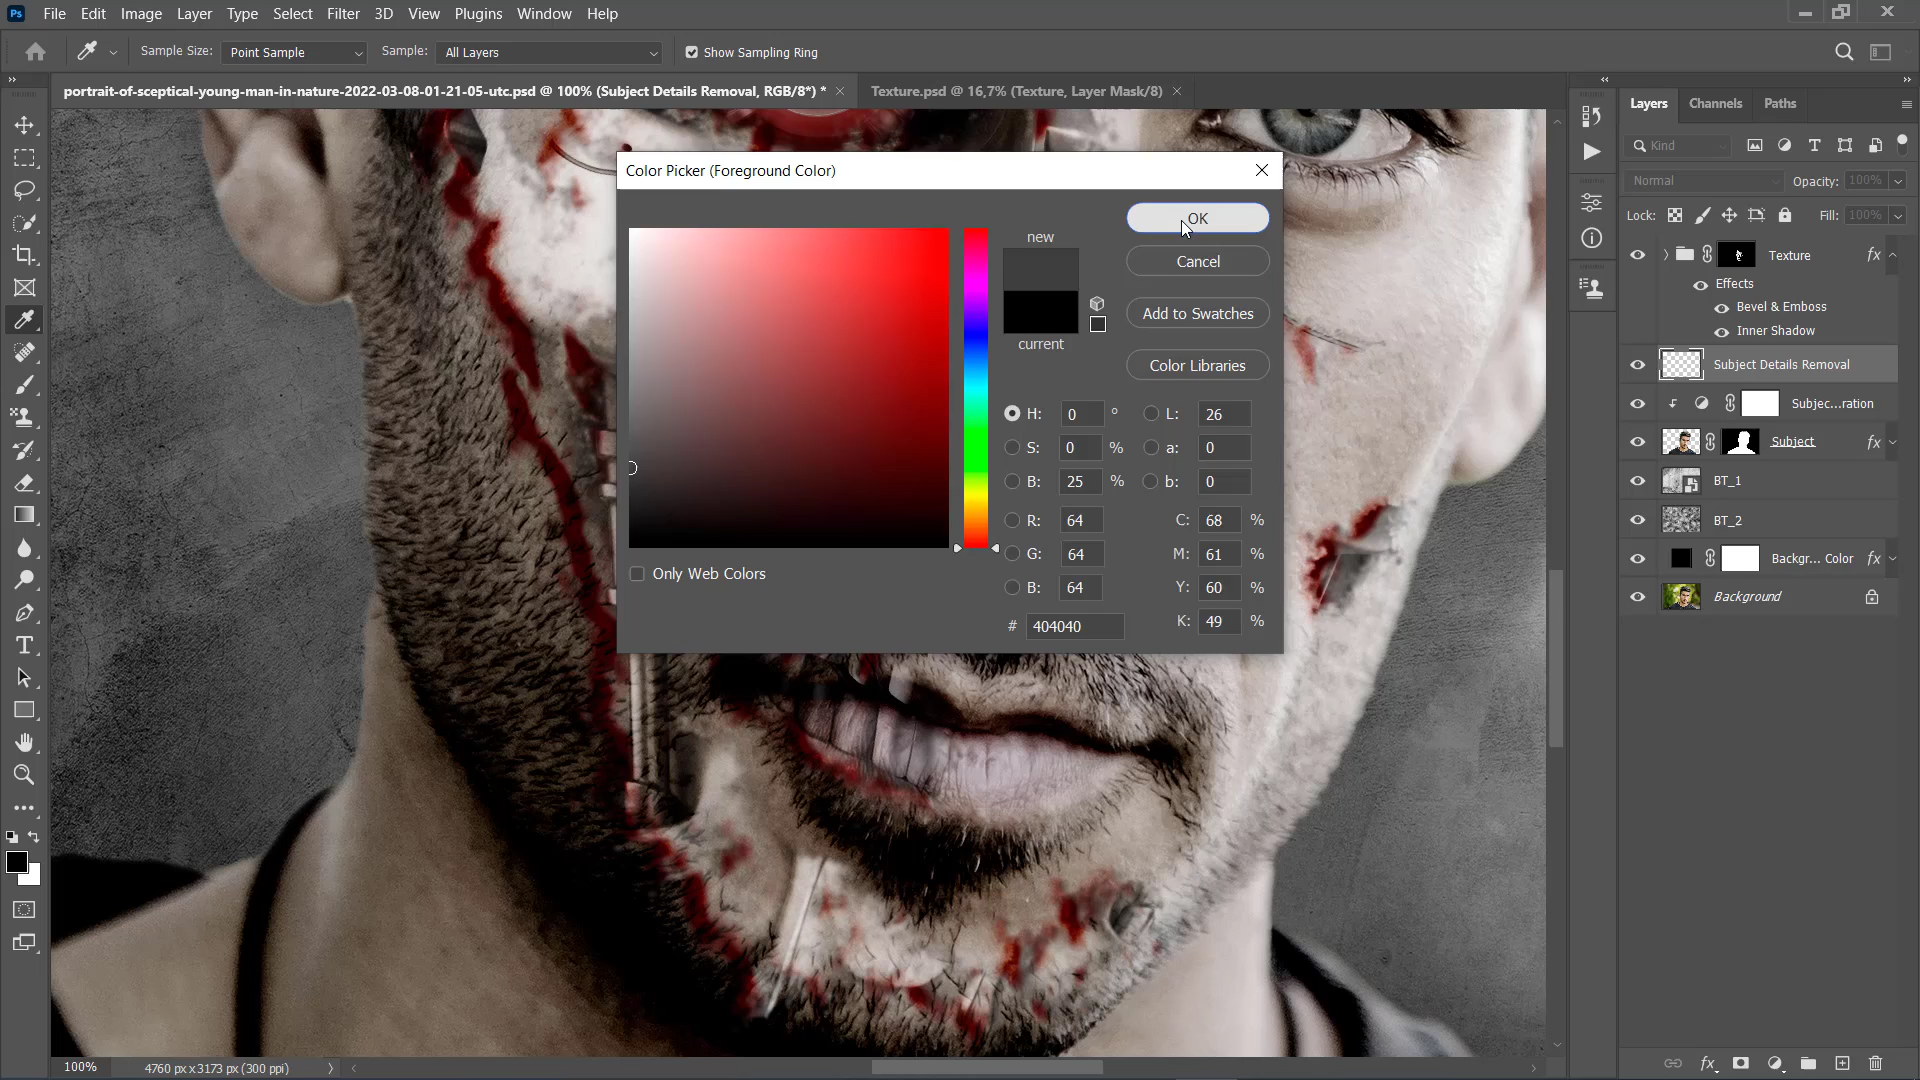 Ps File Edit Image Layer Type Select Filter 3D View Plugins Window Help
Sample Size: Point Sample Sample: All Layers Show Sampling Ring
portrait-of-sceptical-young-man-in-nature-2022-03-08-01-21-05-utc.psd @ 100% (Subject Details Removal, RGB/8*) * Texture.psd @ 16,7% (Texture, Layer Mask/8)
Layers Channels Paths
Kind
Normal Opacity: 100%
Lock: Fill: 100%
Texture fx
Effects
Bevel & Emboss
Inner Shadow
Subject Details Removal
Subjec...ration
Subject fx
BT_1
BT_2
Backgr... Color fx
Background
Color Picker (Foreground Color)
OK
new
Cancel
Add to Swatches
current
Color Libraries
H: 0 ° L: 26
S: 0 % a: 0
B: 25 % b: 0
R: 64 C: 68 %
G: 64 M: 61 %
Only Web Colors
B: 64 Y: 60 %
# 404040 K: 49 %
100% 4760 px x 3173 px (300 ppi)
fx